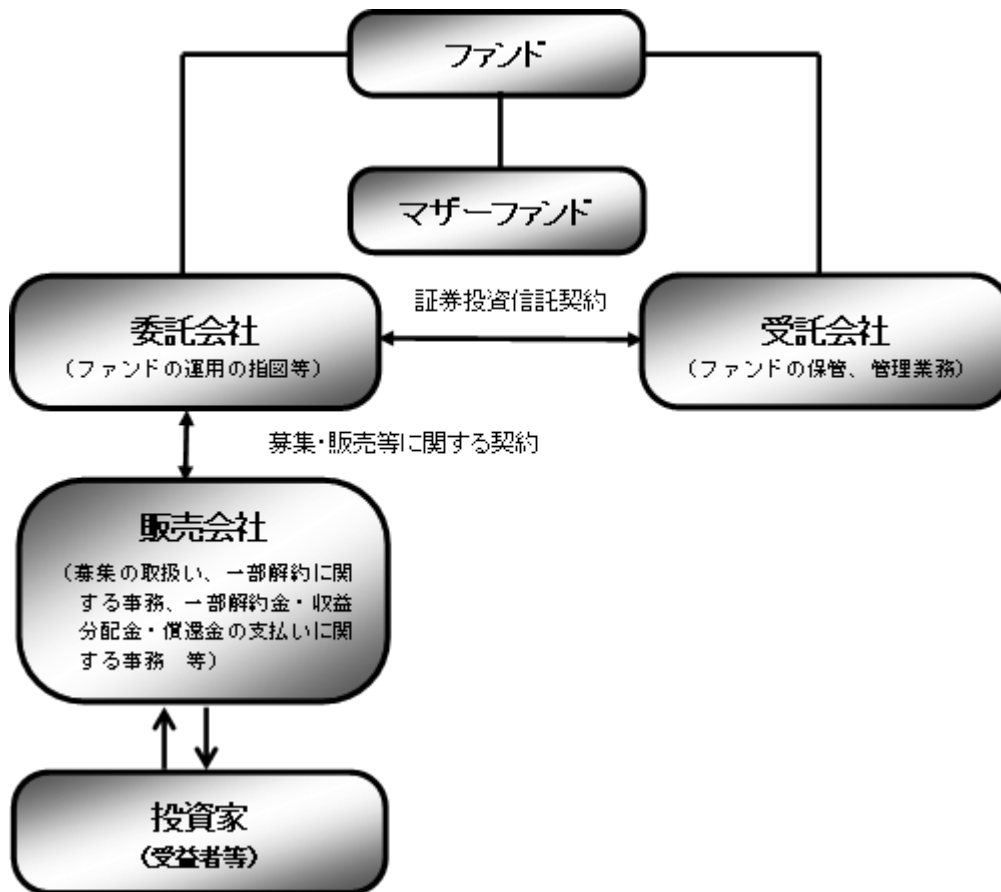 ファンド
マザーファンド
証券投資信託契約
委託会社
（ファンドの運用の指図等）
受託会社
（ファンドの保管、管理業務）
募集・販売等に関する契約
販売会社
（募集の取扱い、一部解約に関
する事務、一部解約金・収益
分配金・償還金の支払いに関
する事務　等）
投資家
（受益者等）